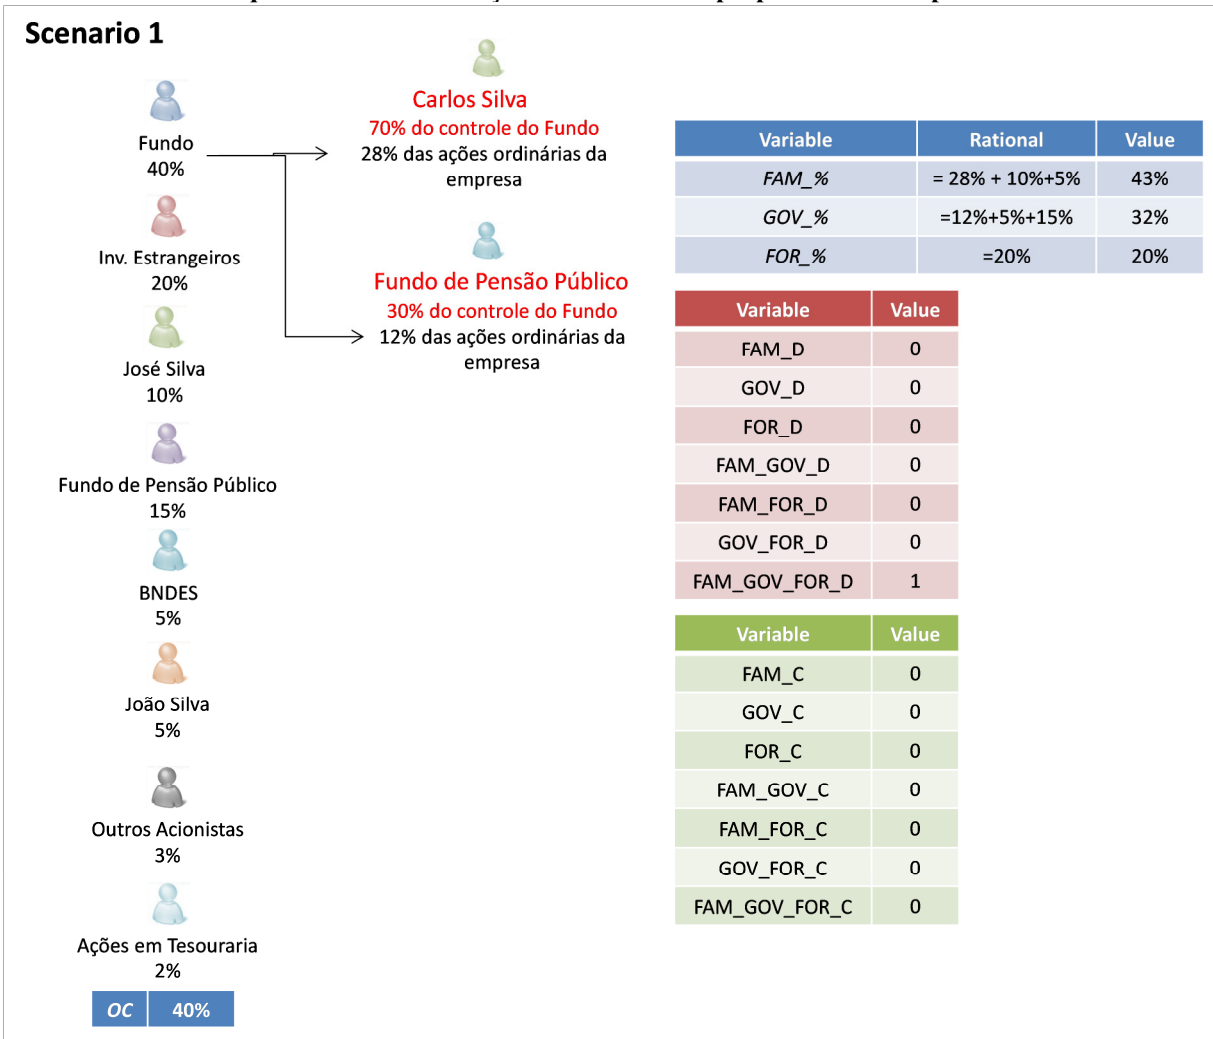 Scenario 1
Fundo
40%
Inv. Estrangeiros
20%
José Silva
10%
Fundo de Pensão Público
15%
BNDES
5%
João Silva
5%
Outros Acionistas
3%
Ações em Tesouraria
2%
OC 40%
Carlos Silva
70% do controle do Fundo
28% das ações ordinárias da
empresa
Fundo de Pensão Público
30% do controle do Fundo
12% das ações ordinárias da
empresa
Variable Rational Value
FAM_% = 28% + 10%+5% 43%
GOV_% =12%+5%+15% 32%
FOR_% =20% 20%
Variable Value
FAM_D 0
GOV_D 0
FOR_D 0
FAM_GOV_D 0
FAM_FOR_D 0
GOV_FOR_D 0
FAM_GOV_FOR_D 1
Variable Value
FAM_C 0
GOV_C 0
FOR_C 0
FAM_GOV_C 0
FAM_FOR_C 0
GOV_FOR_C 0
FAM_GOV_FOR_C 0